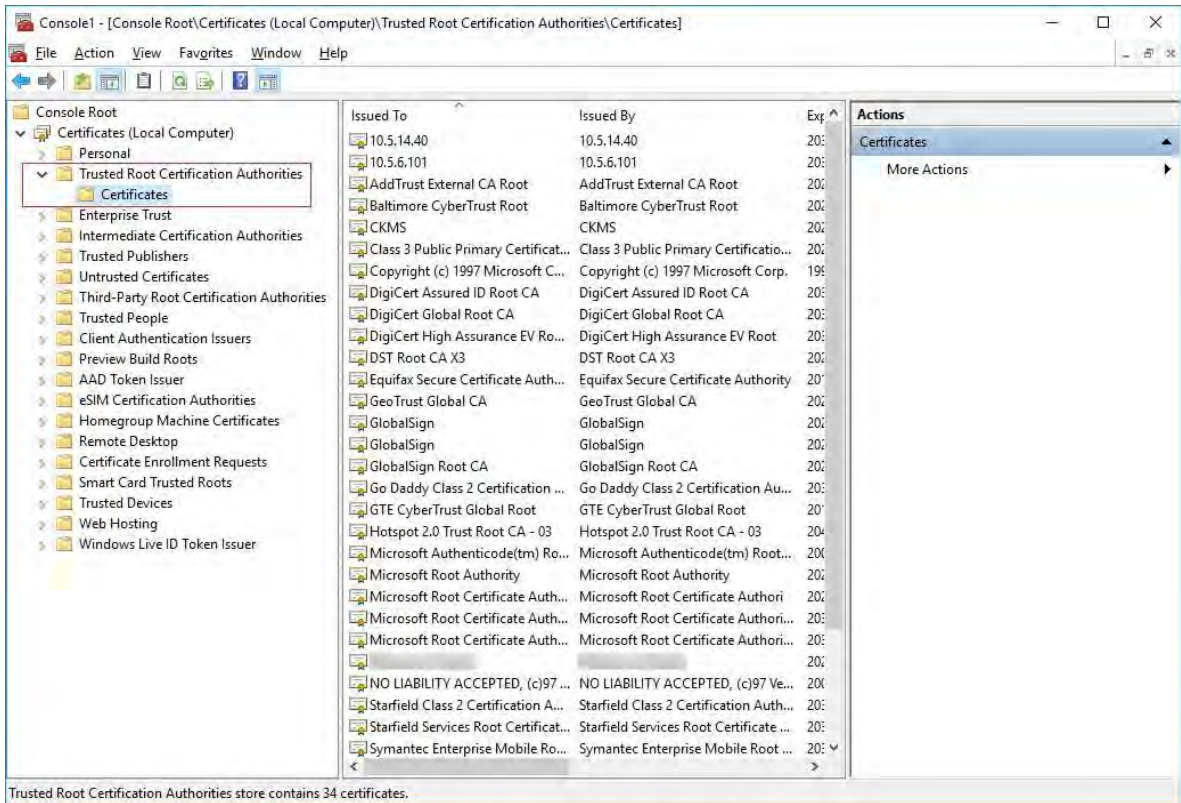 Console1 - [Console Root\Certificates (Local Computer)\Trusted Root Certification Authorities\Certificates]
File Action View Favorites Window Help
Console Root
Certificates (Local Computer)
Personal
Trusted Root Certification Authorities
Certificates
Enterprise Trust
Intermediate Certification Authorities
Trusted Publishers
Untrusted Certificates
Third-Party Root Certification Authorities
Trusted People
Client Authentication Issuers
Preview Build Roots
AAD Token Issuer
eSIM Certification Authorities
Homegroup Machine Certificates
Remote Desktop
Certificate Enrollment Requests
Smart Card Trusted Roots
Trusted Devices
Web Hosting
Windows Live ID Token Issuer
Issued To Issued By
10.5.14.40 10.5.14.40
10.5.6.101 10.5.6.101
AddTrust External CA Root AddTrust External CA Root
Baltimore CyberTrust Root Baltimore CyberTrust Root
CKMS CKMS
Class 3 Public Primary Certificat... Class 3 Public Primary Certificatio...
Copyright (c) 1997 Microsoft C... Copyright (c) 1997 Microsoft Corp.
DigiCert Assured ID Root CA DigiCert Assured ID Root CA
DigiCert Global Root CA DigiCert Global Root CA
DigiCert High Assurance EV Ro... DigiCert High Assurance EV Root
DST Root CA X3 DST Root CA X3
Equifax Secure Certificate Auth... Equifax Secure Certificate Authority
GeoTrust Global CA GeoTrust Global CA
GlobalSign GlobalSign
GlobalSign GlobalSign
GlobalSign Root CA GlobalSign Root CA
Go Daddy Class 2 Certification ... Go Daddy Class 2 Certification Au...
GTE CyberTrust Global Root GTE CyberTrust Global Root
Hotspot 2.0 Trust Root CA - 03 Hotspot 2.0 Trust Root CA - 03
Microsoft Authenticode(tm) Ro... Microsoft Authenticode(tm) Root...
Microsoft Root Authority Microsoft Root Authority
Microsoft Root Certificate Auth... Microsoft Root Certificate Authori
Microsoft Root Certificate Auth... Microsoft Root Certificate Authori...
Microsoft Root Certificate Auth... Microsoft Root Certificate Authori...
NO LIABILITY ACCEPTED, (c)97 ... NO LIABILITY ACCEPTED, (c)97 Ve...
Starfield Class 2 Certification A... Starfield Class 2 Certification Auth...
Starfield Services Root Certificat... Starfield Services Root Certificate ...
Symantec Enterprise Mobile Ro... Symantec Enterprise Mobile Root ...
Actions
Certificates
More Actions
Trusted Root Certification Authorities store contains 34 certificates.